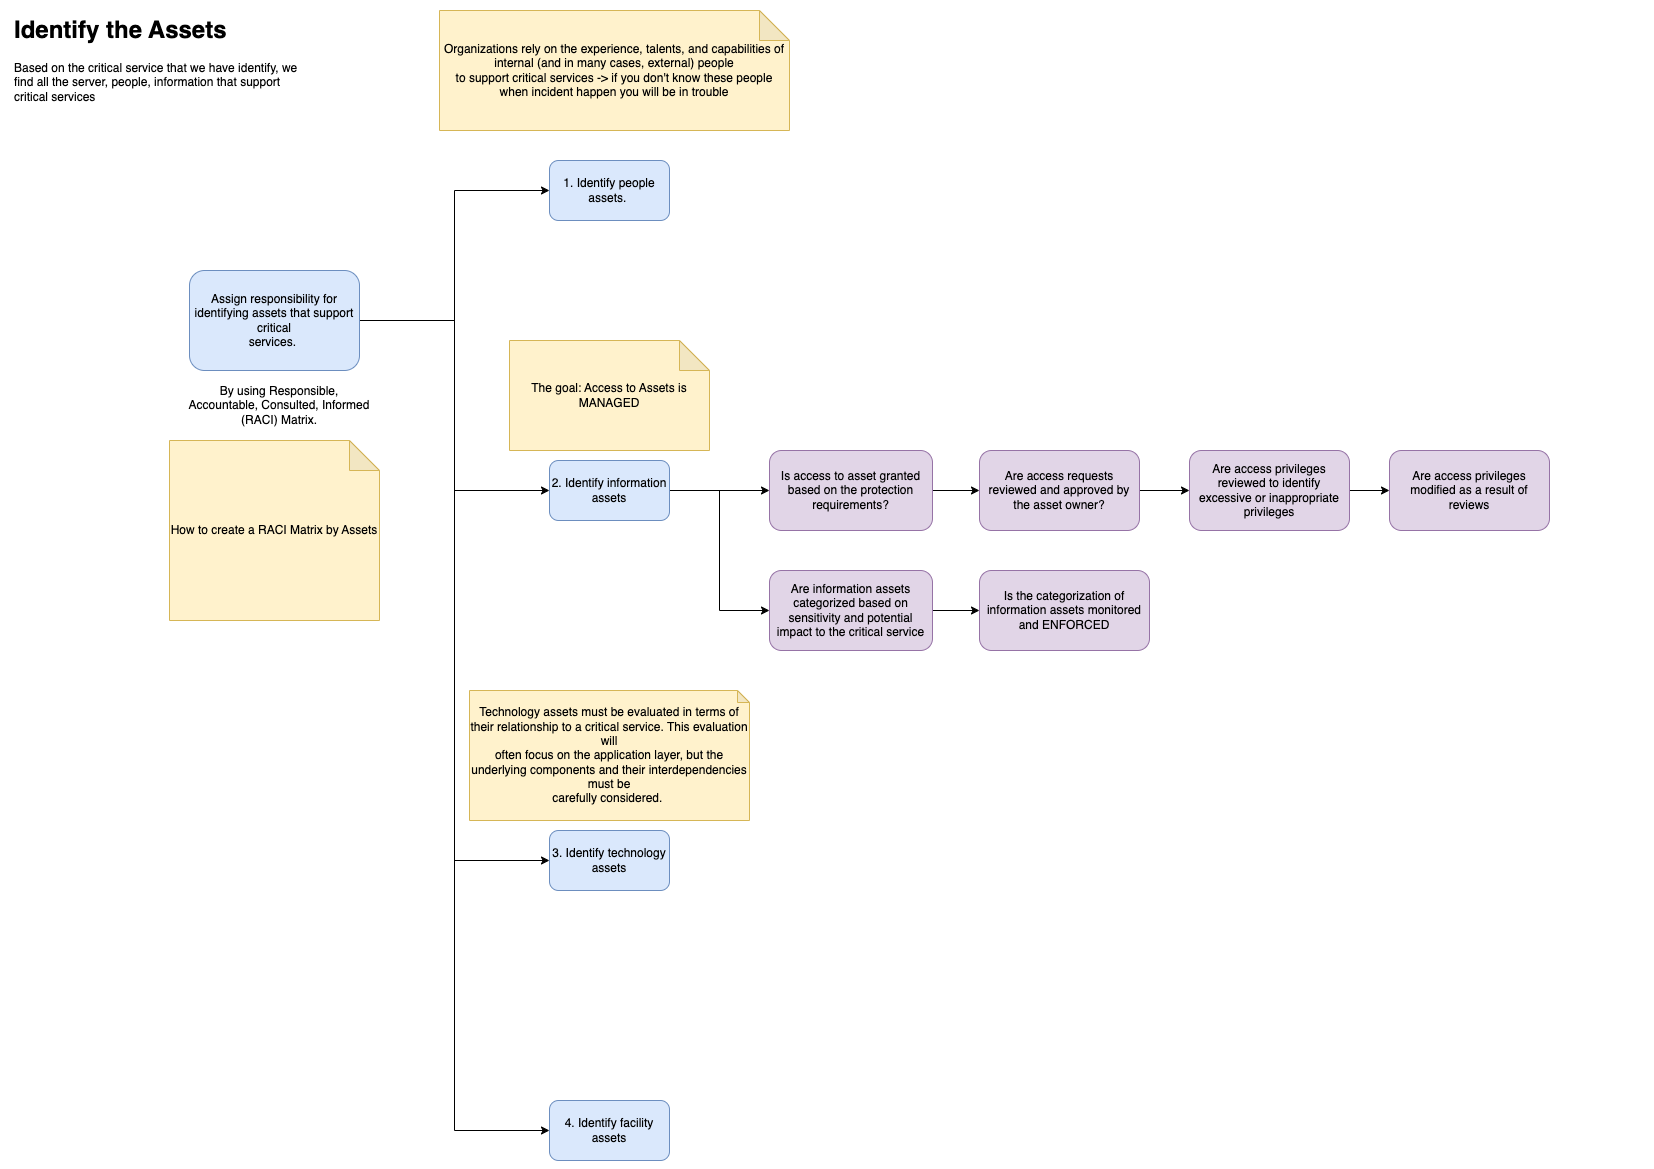 Identify the Assets
Based on the critical service that we have identify, we
find all the server, people, information that support
critical services
Organizations rely on the experience, talents, and capabilities of
internal (and in many cases, external) people
to support critical services -> if you don't know these people
when incident happen you will be in trouble
1. Identify people
assets.
Assign responsibility for
identifying assets that support
critical
services.
By using Responsible,
Accountable, Consulted, Informed
(RACI) Matrix.
How to create a RACI Matrix by Assets
The goal: Access to Assets is
MANAGED
2. Identify information
assets
Is access to asset granted
based on the protection
requirements?
Are access requests
reviewed and approved by
the asset owner?
Are access privileges
reviewed to identify
excessive or inappropriate
privileges
Are access privileges
modified as a result of
reviews
Are information assets
categorized based on
sensitivity and potential
impact to the critical service
Is the categorization of
information assets monitored
and ENFORCED
Technology assets must be evaluated in terms of
their relationship to a critical service. This evaluation
will
often focus on the application layer, but the
underlying components and their interdependencies
must be
carefully considered.
3. Identify technology
assets
4. Identify facility
assets